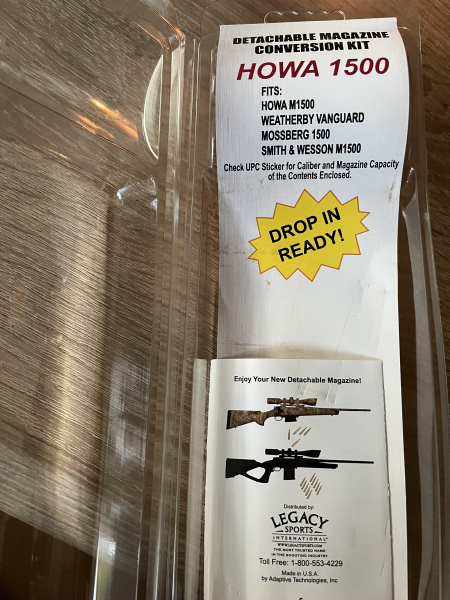 DETACHABLE MAGAZINE
CONVERSION KIT
HOWA 1500
FITS:
HOWA M1500
WEATHERBY VANGUARD
MOSSBERG 1500
SMITH & WESSON M1500
Check UPC Sticker for Caliber and Magazine Capacity
of the Contents Enclosed.
DROP IN
READY!
Enjoy Your New Detachable Magazine!
Distributed by:
LEGACY
SPORTS
INTERNATIONAL
WWW.LEGACYSPORTS.COM
THE MOST TRUSTED NAME
IN THE SHOOTING INDUSTRY
Toll Free: 1-800-553-4229
Made in U.S.A.
by Adaptive Technologies, Inc